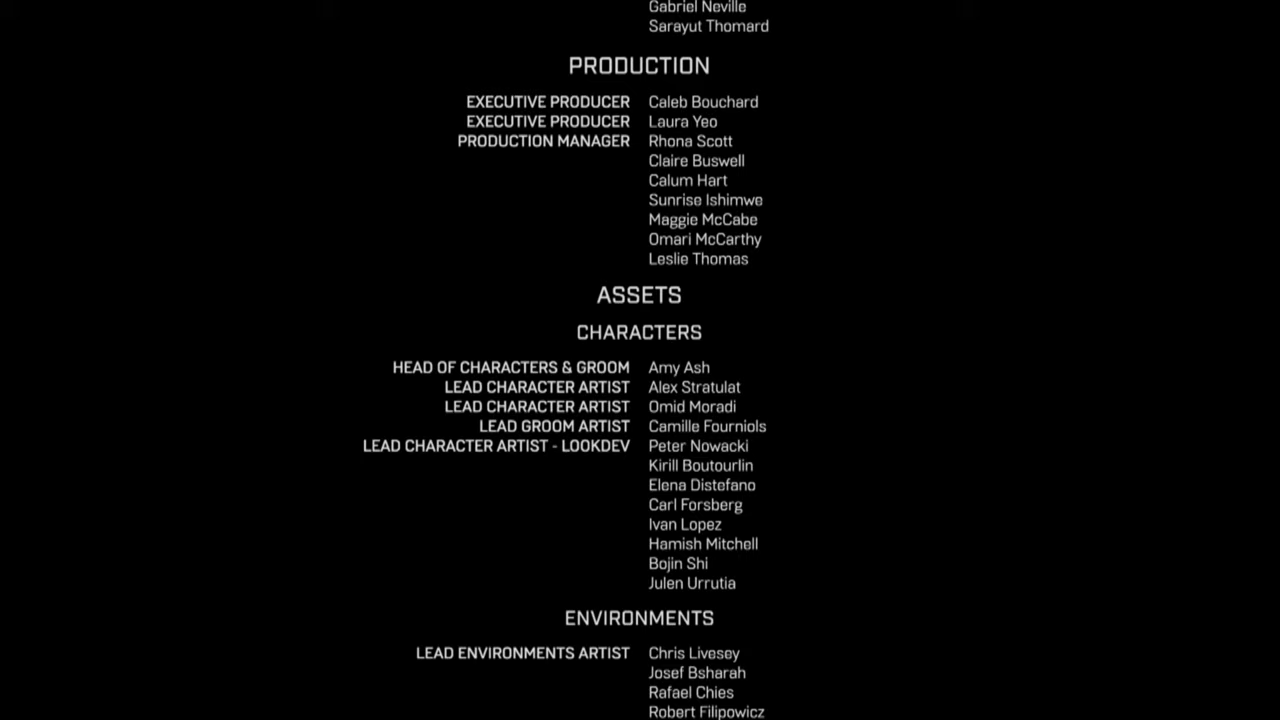 Gabriel Neville
Sarayut Thomard
PRODUCTION
EXECUTIVE PRODUCER Caleb Bouchard
EXECUTIVE PRODUCER Laura Yeo
PRODUCTION MANAGER Rhona Scott
Claire Buswell
Calum Hart
Sunrise Ishimwe
Maggie McCabe
Omari McCarthy
Leslie Thomas
ASSETS
CHARACTERS
HEAD OF CHARACTERS & GROOM Amy Ash
LEAD CHARACTER ARTIST Alex Stratulat
LEAD CHARACTER ARTIST Omid Moradi
LEAD GROOM ARTIST Camille Fourniols
LEAD CHARACTER ARTIST - LOOKDEV Peter Nowacki
Kirill Boutourlin
Elena Distefano
Carl Forsberg
Ivan Lopez
Hamish Mitchell
Bojin Shi
Julen Urrutia
ENVIRONMENTS
LEAD ENVIRONMENTS ARTIST Chris Livesey
Josef Bsharah
Rafael Chies
Robert Filipowicz